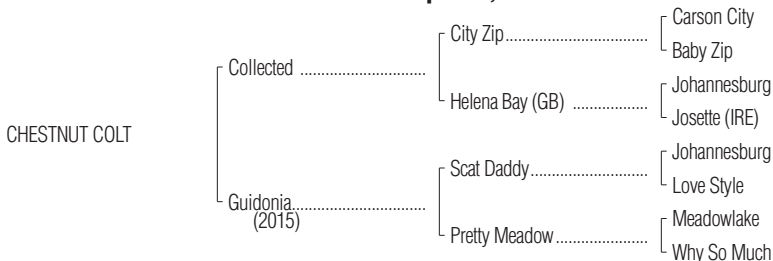 CHESTNUT COLT
Collected ..............................
Guidonia................................
(2015)
City Zip.................................
Helena Bay (GB) ..................
Scat Daddy...........................
Pretty Meadow .....................
Carson City
Baby Zip
Johannesburg
Josette (IRE)
Johannesburg
Love Style
Meadowlake
Why So Much